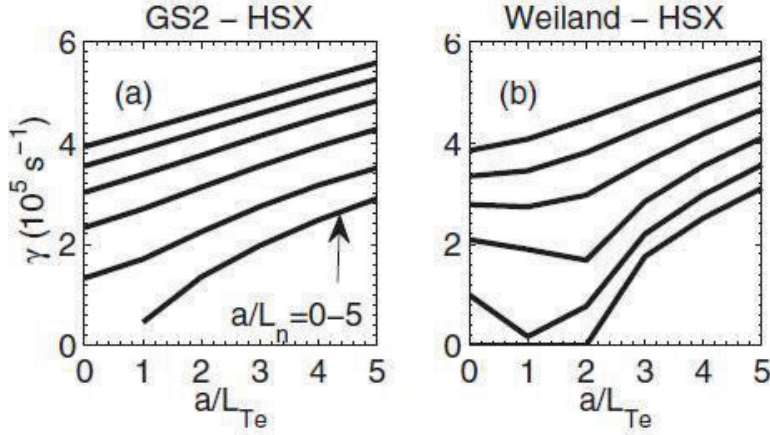 GS2 – HSX
Weiland – HSX
(a)
(b)
γ (10⁵ s⁻¹)
6
4
2
0
0 1 2 3 4 5
a/L_Te
a/L_n=0–5
6
4
2
0
0 1 2 3 4 5
a/L_Te